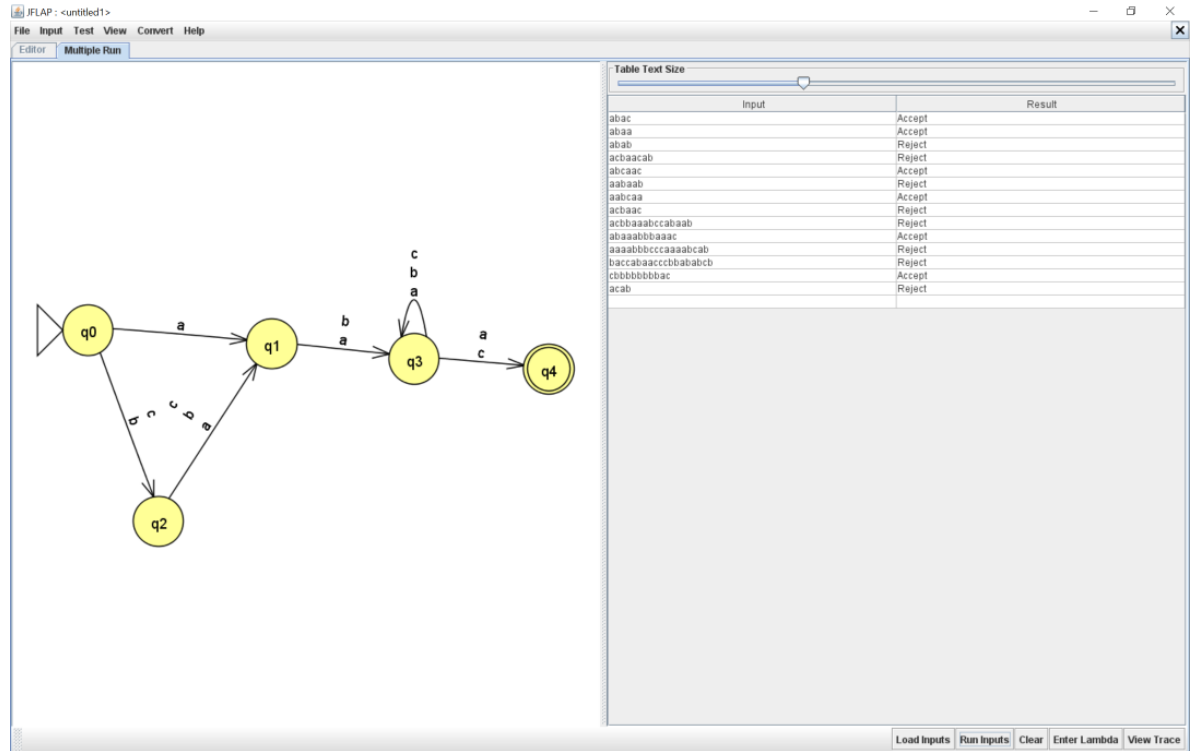 JFLAP : <untitled1>
File Input Test View Convert Help
Editor Multiple Run
Table Text Size
Input Result
abac Accept
abaa Accept
abab Reject
acbaacab Reject
abcaac Accept
aabaab Reject
aabcaa Accept
acbaac Reject
acbbaaabccabaab Reject
abaaabbbaaac Accept
aaaabbbcccaaaabcab Reject
baccabaacccbbababcb Reject
cbbbbbbbbac Accept
acab Reject
c
b
a
q0
a
q1
b
a
q3
a
c
q4
b
c
c
b
a
q2
Load Inputs Run Inputs Clear Enter Lambda View Trace